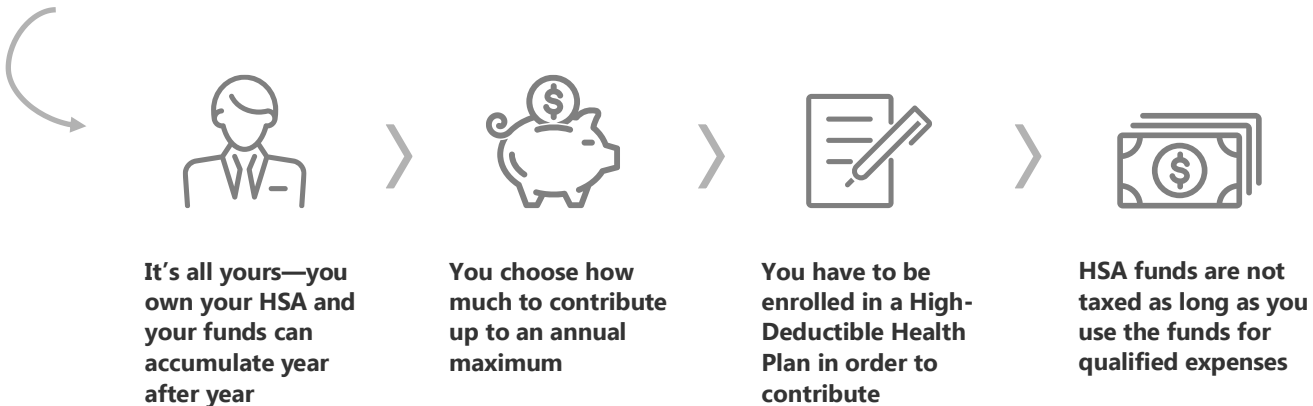 $
$
It’s all yours—you
own your HSA and
your funds can
accumulate year
after year
You choose how
much to contribute
up to an annual
maximum
You have to be
enrolled in a High-
Deductible Health
Plan in order to
contribute
HSA funds are not
taxed as long as you
use the funds for
qualified expenses